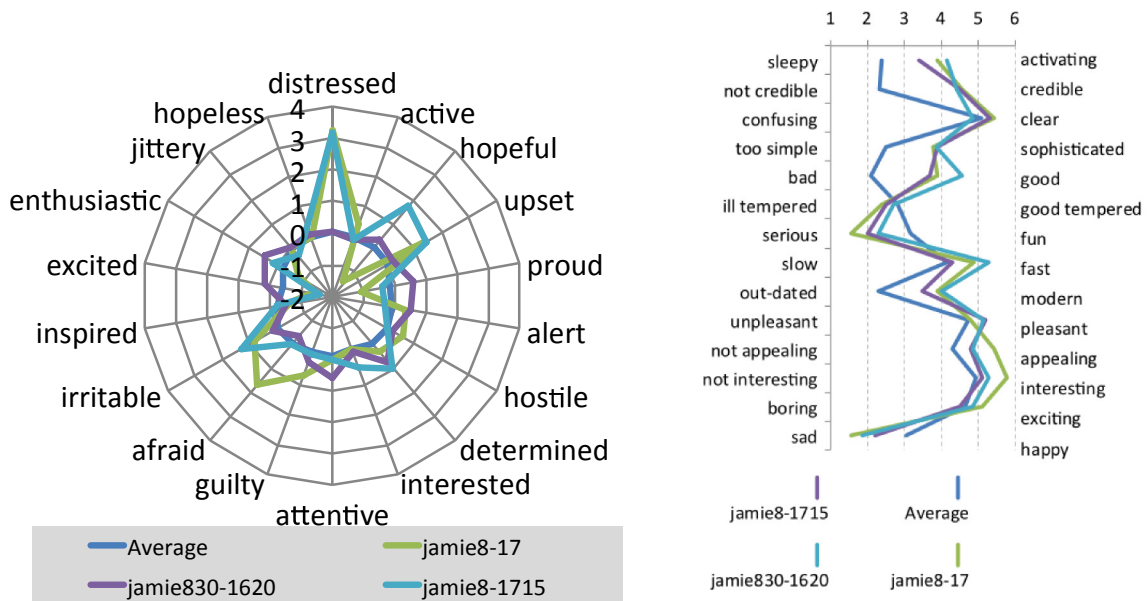 distressed
active
hopeful
upset
proud
alert
hostile
determined
interested
attentive
guilty
afraid
irritable
inspired
excited
enthusiastic
jittery
hopeless
4
3
2
1
0
-1
-2
Average
jamie8-17
jamie830-1620
jamie8-1715
1 2 3 4 5 6
sleepy activating
not credible credible
confusing clear
too simple sophisticated
bad good
ill tempered good tempered
serious fun
slow fast
out-dated modern
unpleasant pleasant
not appealing appealing
not interesting interesting
boring exciting
sad happy
jamie8-1715 Average
jamie830-1620 jamie8-17